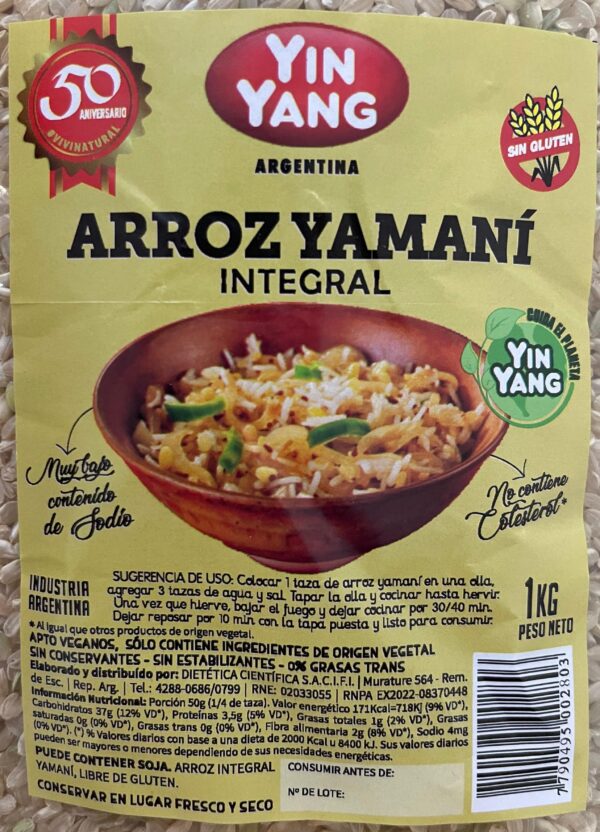 50
ANIVERSARIO
@VIVINATURAL
YIN
YANG
ARGENTINA
SIN GLUTEN
ARROZ YAMANÍ
INTEGRAL
CUIDA EL PLANETA
YIN
YANG
Muy bajo
contenido
de Sodio
No contiene
Colesterol*
INDUSTRIA
ARGENTINA
SUGERENCIA DE USO: Colocar 1 taza de arroz yamaní en una olla,
agregar 3 tazas de agua y sal. Tapar la olla y cocinar hasta hervir.
Una vez que hierve, bajar el fuego y dejar cocinar por 30/40 min.
Dejar reposar por 10 min con la tapa puesta y listo para consumir.
1KG
PESO NETO
* Al igual que otros productos de origen vegetal.
APTO VEGANOS, SÓLO CONTIENE INGREDIENTES DE ORIGEN VEGETAL
SIN CONSERVANTES - SIN ESTABILIZANTES - 0% GRASAS TRANS
Elaborado y distribuído por: DIETÉTICA CIENTÍFICA S.A.C.I.F.I. | Murature 564 - Rem.
de Esc. | Rep. Arg. | Tel.: 4288-0686/0799 | RNE: 02033055 | RNPA EX2022-08370448
Información Nutricional: Porción 50g (1/4 de taza). Valor energético 171Kcal=718KJ (9% VD*),
Carbohidratos 37g (12% VD*), Proteínas 3,5g (5% VD*), Grasas totales 1g (2% VD*), Grasas
saturadas 0g (0% VD*), Grasas trans 0g (0% VD*), Fibra alimentaria 2g (8% VD*), Sodio 4mg
(0% VD*). (*) % Valores diarios con base a una dieta de 2000 Kcal u 8400 kJ. Sus valores diarios
pueden ser mayores o menores dependiendo de sus necesidades energéticas.
PUEDE CONTENER SOJA. ARROZ INTEGRAL
YAMANÍ, LIBRE DE GLUTEN.
CONSERVAR EN LUGAR FRESCO Y SECO
CONSUMIR ANTES DE:
Nº DE LOTE:
7 790495 002803